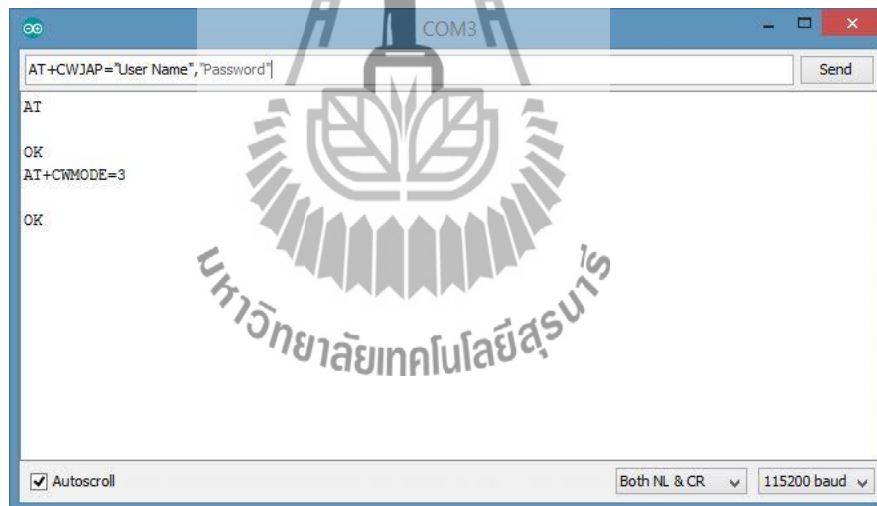 COM3
AT+CWJAP="User Name","Password"
Send
AT
OK
AT+CWMODE=3
OK
มหาวิทยาลัยเทคโนโลยีสุรนารี
Autoscroll
Both NL & CR
115200 baud